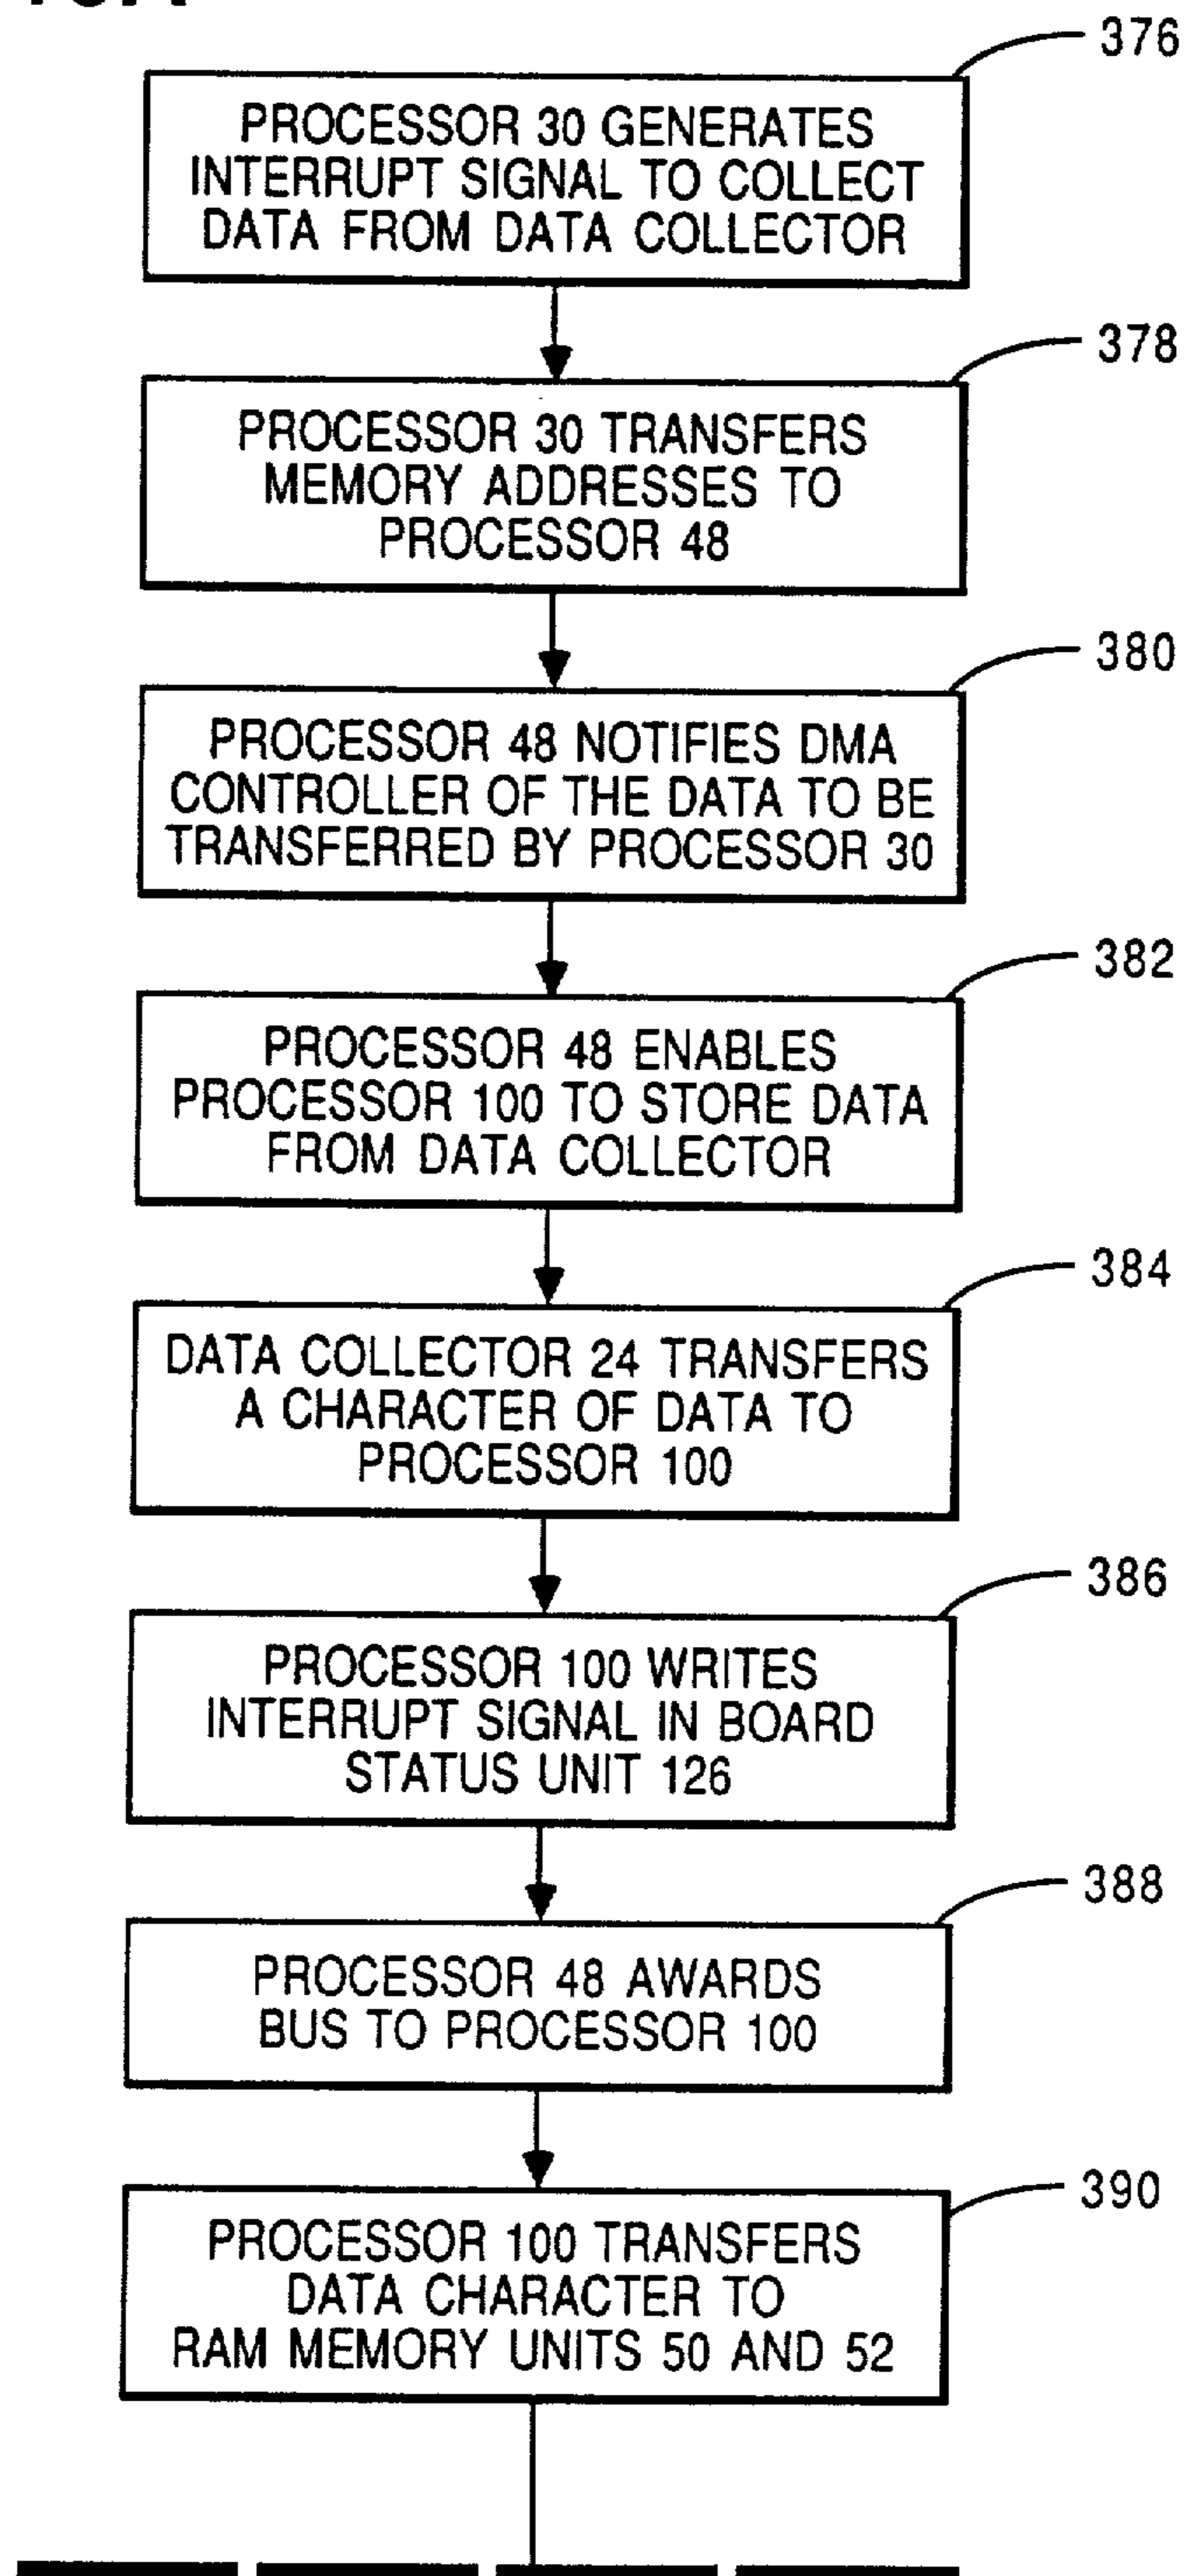 376
PROCESSOR 30 GENERATES
INTERRUPT SIGNAL TO COLLECT
DATA FROM DATA COLLECTOR
378
PROCESSOR 30 TRANSFERS
MEMORY ADDRESSES TO
PROCESSOR 48
380
PROCESSOR 48 NOTIFIES DMA
CONTROLLER OF THE DATA TO BE
TRANSFERRED BY PROCESSOR 30
382
PROCESSOR 48 ENABLES
PROCESSOR 100 TO STORE DATA
FROM DATA COLLECTOR
384
DATA COLLECTOR 24 TRANSFERS
A CHARACTER OF DATA TO
PROCESSOR 100
386
PROCESSOR 100 WRITES
INTERRUPT SIGNAL IN BOARD
STATUS UNIT 126
388
PROCESSOR 48 AWARDS
BUS TO PROCESSOR 100
390
PROCESSOR 100 TRANSFERS
DATA CHARACTER TO
RAM MEMORY UNITS 50 AND 52